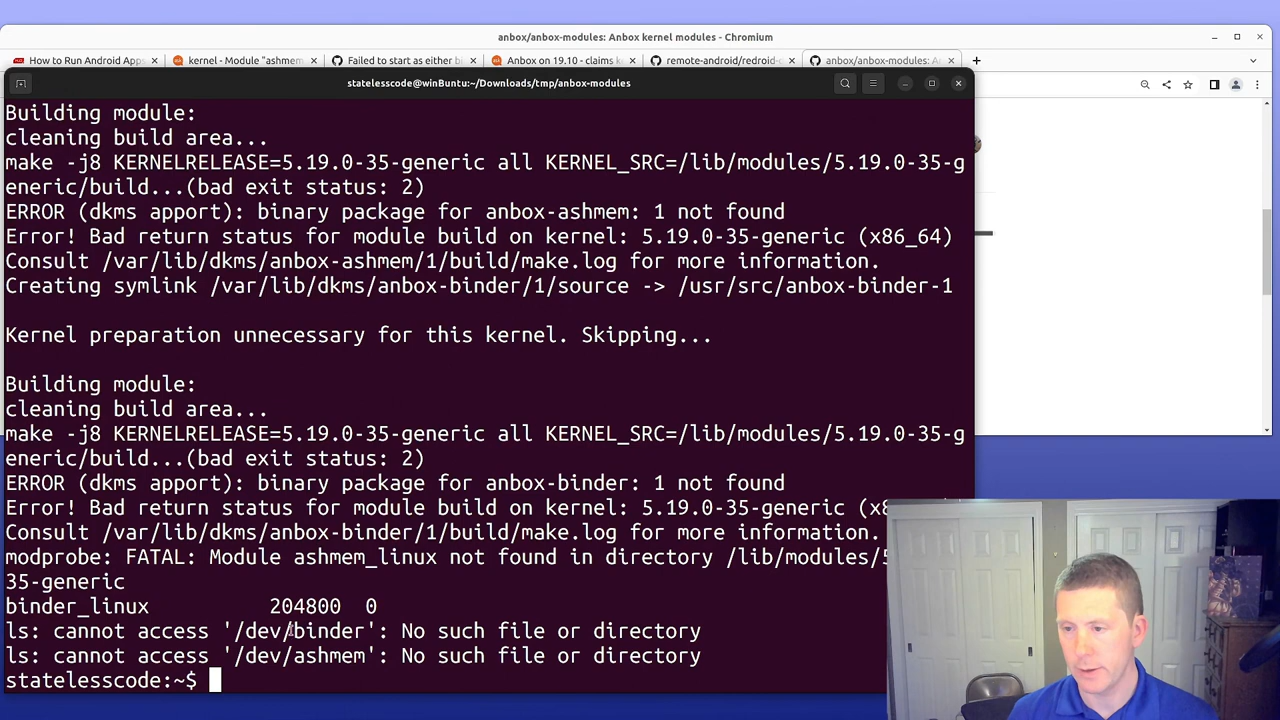 anbox/anbox-modules: Anbox kernel modules - Chromium
How to Run Android Apps
kernel - Module "ashmem
Failed to start as either b
Anbox on 19.10 - claims k
remote-android/redroid-d
anbox/anbox-modules: A
statelesscode@winBuntu:~/Downloads/tmp/anbox-modules
Building module:
cleaning build area...
make -j8 KERNELRELEASE=5.19.0-35-generic all KERNEL_SRC=/lib/modules/5.19.0-35-g
eneric/build...(bad exit status: 2)
ERROR (dkms apport): binary package for anbox-ashmem: 1 not found
Error! Bad return status for module build on kernel: 5.19.0-35-generic (x86_64)
Consult /var/lib/dkms/anbox-ashmem/1/build/make.log for more information.
Creating symlink /var/lib/dkms/anbox-binder/1/source -> /usr/src/anbox-binder-1
Kernel preparation unnecessary for this kernel. Skipping...
Building module:
cleaning build area...
make -j8 KERNELRELEASE=5.19.0-35-generic all KERNEL_SRC=/lib/modules/5.19.0-35-g
eneric/build...(bad exit status: 2)
ERROR (dkms apport): binary package for anbox-binder: 1 not found
Error! Bad return status for module build on kernel: 5.19.0-35-generic (x8
Consult /var/lib/dkms/anbox-binder/1/build/make.log for more information.
modprobe: FATAL: Module ashmem_linux not found in directory /lib/modules/
35-generic
binder_linux 204800 0
ls: cannot access '/dev/binder': No such file or directory
ls: cannot access '/dev/ashmem': No such file or directory
statelesscode:~$